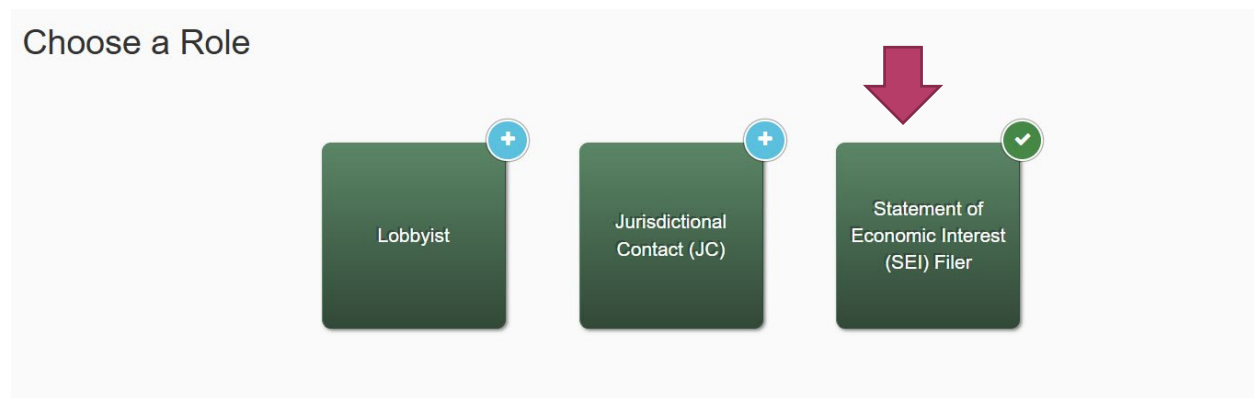 Choose a Role
Lobbyist
Jurisdictional
Contact (JC)
Statement of
Economic Interest
(SEI) Filer